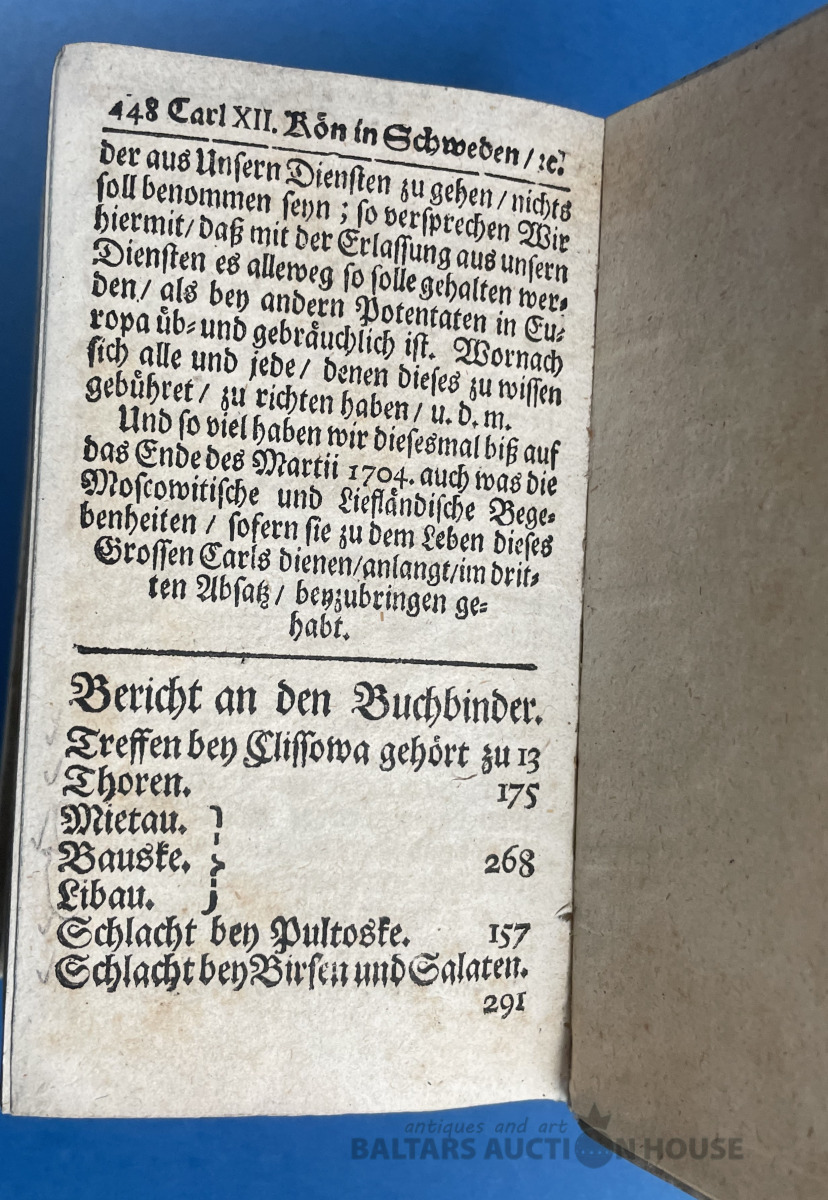 448 Carl XII. Kön in Schweden / ꝛc.
der aus Unsern Diensten zu gehen / nichts
soll benommen seyn ; so versprechen Wir
hiermit / daß mit der Erlassung aus unsern
Diensten es alleweg so solle gehalten wer-
den / als bey andern Potentaten in Eu-
ropa üb- und gebräuchlich ist. Wornach
sich alle und jede / denen dieses zu wissen
gebühret / zu richten haben / u. d. m.
Und so viel haben wir diesesmal biß auf
das Ende des Martii 1704. auch was die
Moscowitische und Liefländische Bege-
benheiten / sofern sie zu dem Leben dieses
Grossen Carls dienen / anlangt / im drit-
ten Absatz / beyzubringen ge-
habt.
Bericht an den Buchbinder.
Treffen bey Clissowa gehört zu 13
Thoren. 175
Mietau.
Bauske. 268
Libau.
Schlacht bey Pultoske. 157
Schlacht bey Birsen und Salaten.
291
antiques and art
BALTARS AUCTION HOUSE